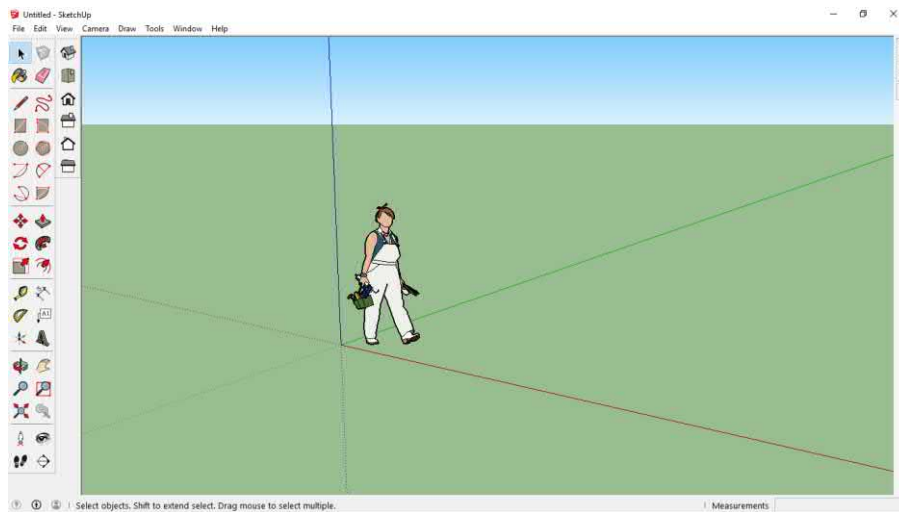 Untitled - SketchUp
File Edit View Camera Draw Tools Window Help
A1
Select objects. Shift to extend select. Drag mouse to select multiple.
Measurements